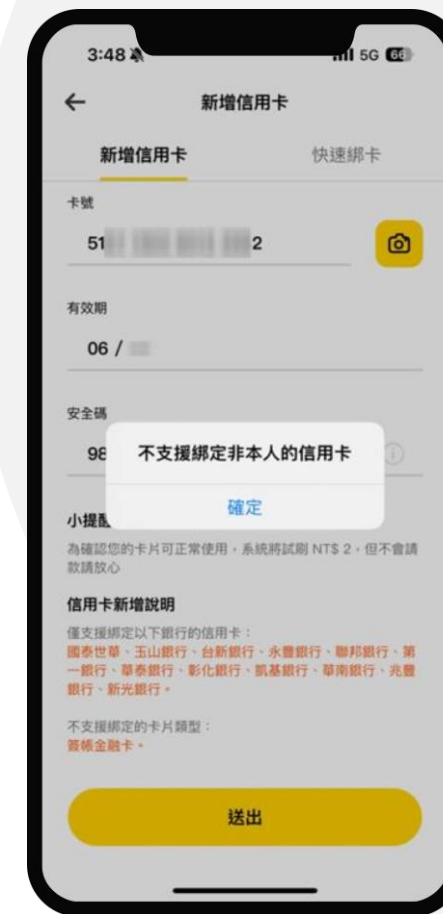 3:48
5G 66
新增信用卡
新增信用卡
快速綁卡
卡號
51
2
有效期
06 /
安全碼
98
不支援綁定非本人的信用卡
確定
小提醒
為確認您的卡片可正常使用，系統將試刷 NT$ 2，但不會請
款請放心
信用卡新增說明
僅支援綁定以下銀行的信用卡：
國泰世華、玉山銀行、台新銀行、永豐銀行、聯邦銀行、第
一銀行、華泰銀行、彰化銀行、凱基銀行、華南銀行、兆豐
銀行、新光銀行。
不支援綁定的卡片類型：
簽帳金融卡。
送出